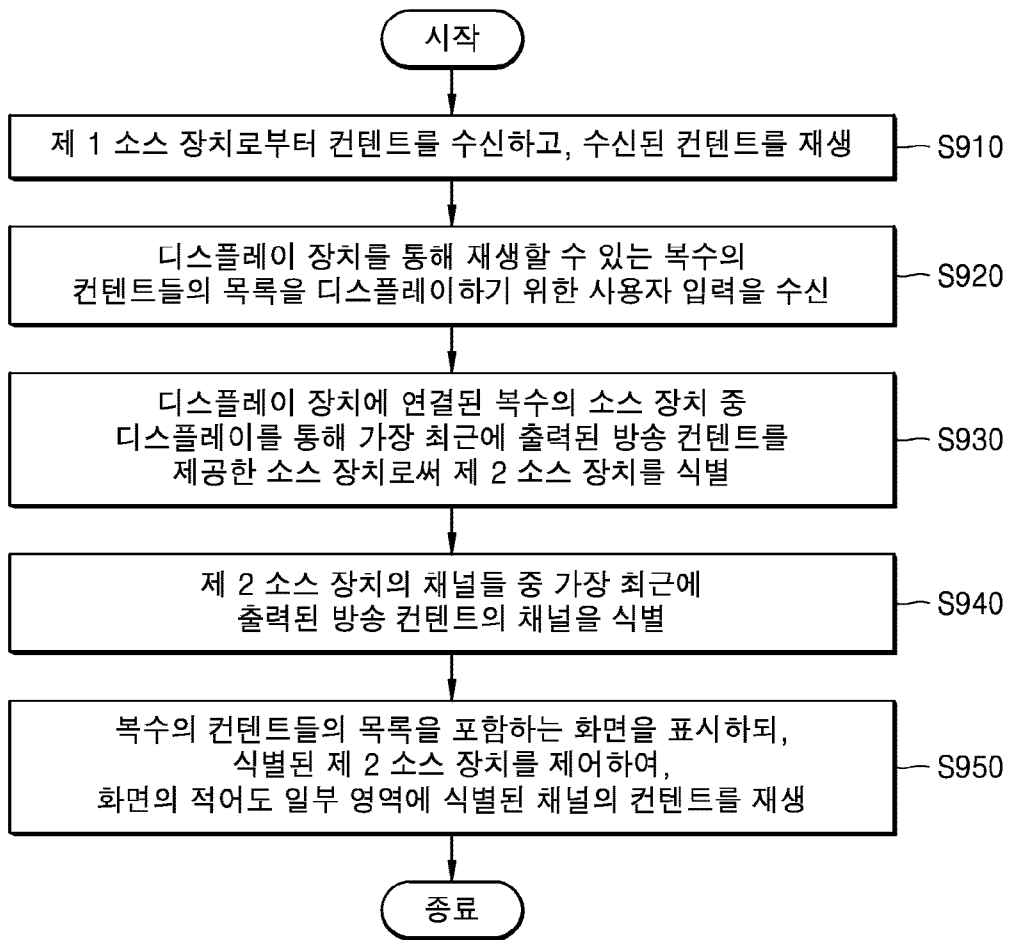 시작
제 1 소스 장치로부터 컨텐트를 수신하고, 수신된 컨텐트를 재생
S910
디스플레이 장치를 통해 재생할 수 있는 복수의
컨텐트들의 목록을 디스플레이하기 위한 사용자 입력을 수신
S920
디스플레이 장치에 연결된 복수의 소스 장치 중
디스플레이를 통해 가장 최근에 출력된 방송 컨텐트를
제공한 소스 장치로써 제 2 소스 장치를 식별
S930
제 2 소스 장치의 채널들 중 가장 최근에
출력된 방송 컨텐트의 채널을 식별
S940
복수의 컨텐트들의 목록을 포함하는 화면을 표시하되,
식별된 제 2 소스 장치를 제어하여,
화면의 적어도 일부 영역에 식별된 채널의 컨텐트를 재생
S950
종료